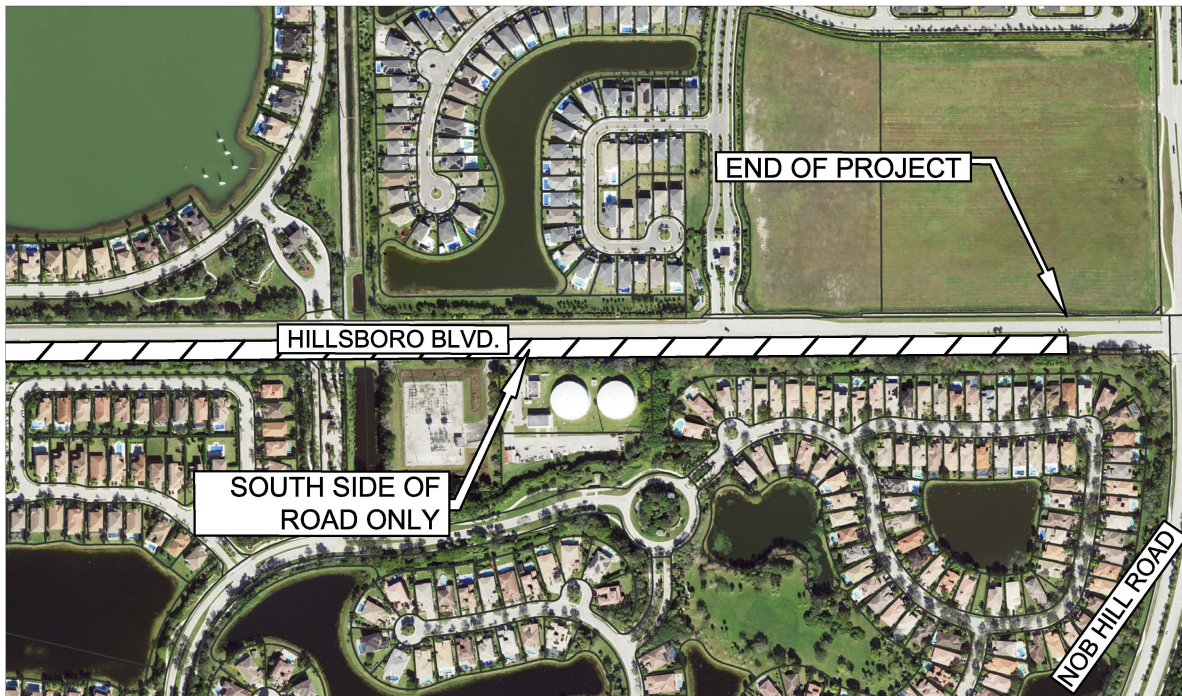 END OF PROJECT
HILLSBORO BLVD.
SOUTH SIDE OF
ROAD ONLY
NOB HILL ROAD